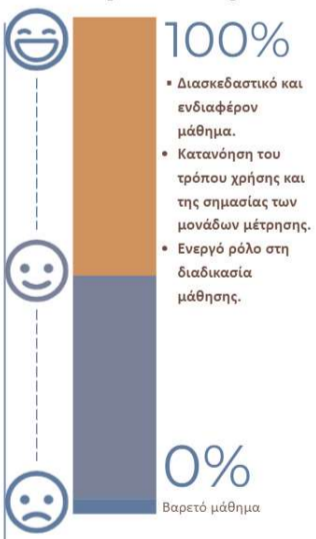 100%
▪ Διασκεδαστικό και
ενδιαφέρον
μάθημα.
• Κατανόηση του
τρόπου χρήσης και
της σημασίας των
μονάδων μέτρησης.
• Ενεργό ρόλο στη
διαδικασία
μάθησης.
0%
Βαρετό μάθημα